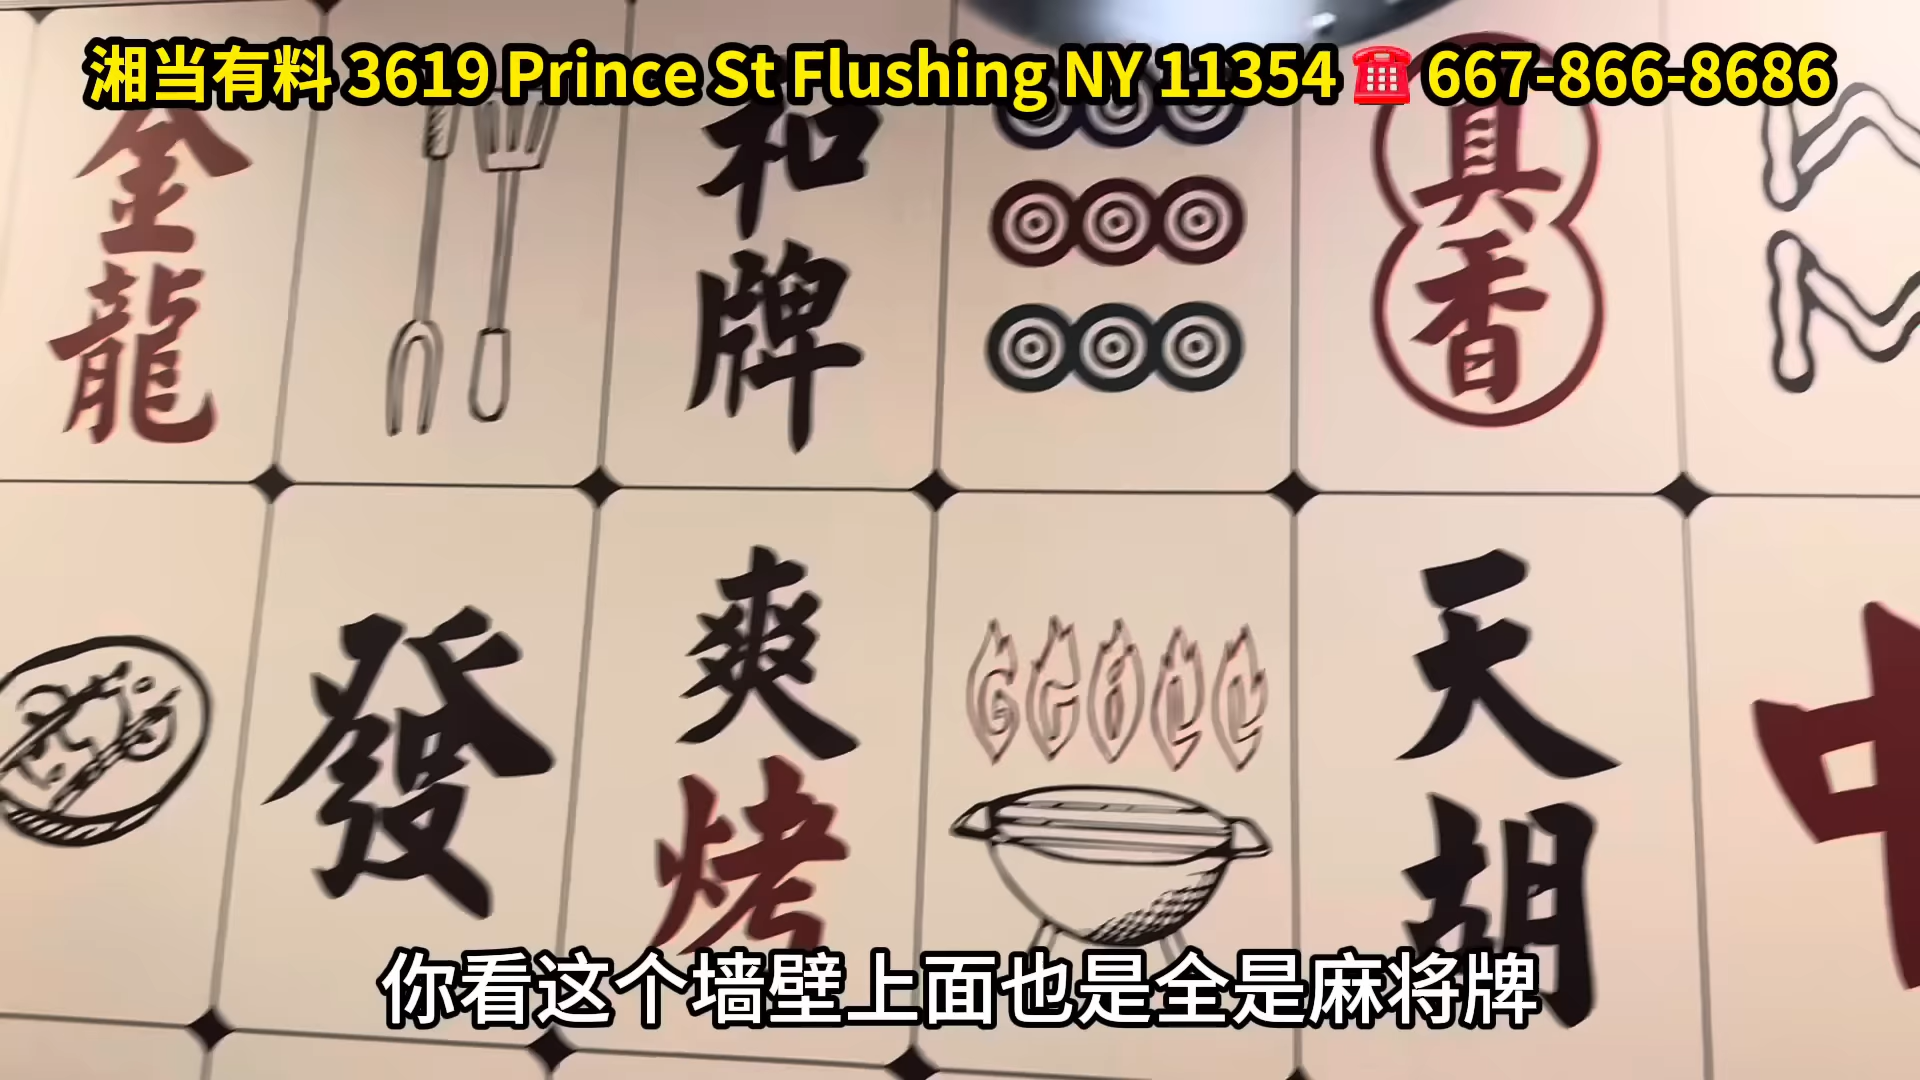 湘当有料 3619 Prince St Flushing NY 11354 ☎ 667-866-8686
金龍
和牌
真香
發
爽烤
GRILL
天胡
中
你看这个墙壁上面也是全是麻将牌